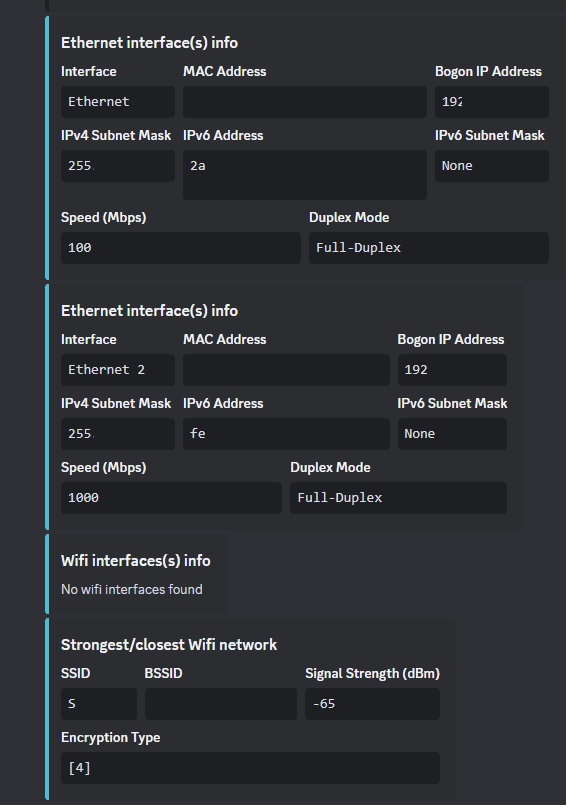 Ethernet interface(s) info
Interface MAC Address Bogon IP Address
Ethernet 192
IPv4 Subnet Mask IPv6 Address IPv6 Subnet Mask
255. 2a None
Speed (Mbps) Duplex Mode
100 Full-Duplex
Ethernet interface(s) info
Interface MAC Address Bogon IP Address
Ethernet 2 192
IPv4 Subnet Mask IPv6 Address IPv6 Subnet Mask
255. fe None
Speed (Mbps) Duplex Mode
1000 Full-Duplex
Wifi interfaces(s) info
No wifi interfaces found
Strongest/closest Wifi network
SSID BSSID Signal Strength (dBm)
S -65
Encryption Type
[4]